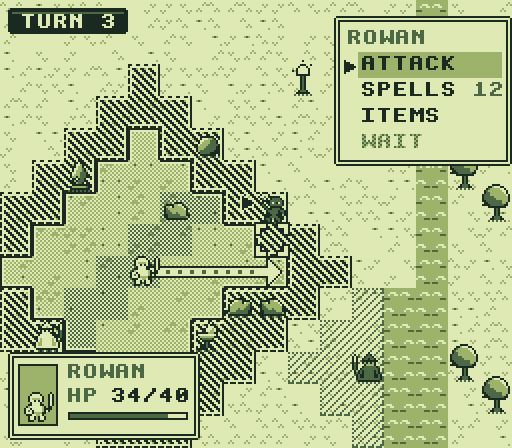 TURN 3
ROWAN
ATTACK
SPELLS 12
ITEMS
WAIT
ROWAN
HP 34/40